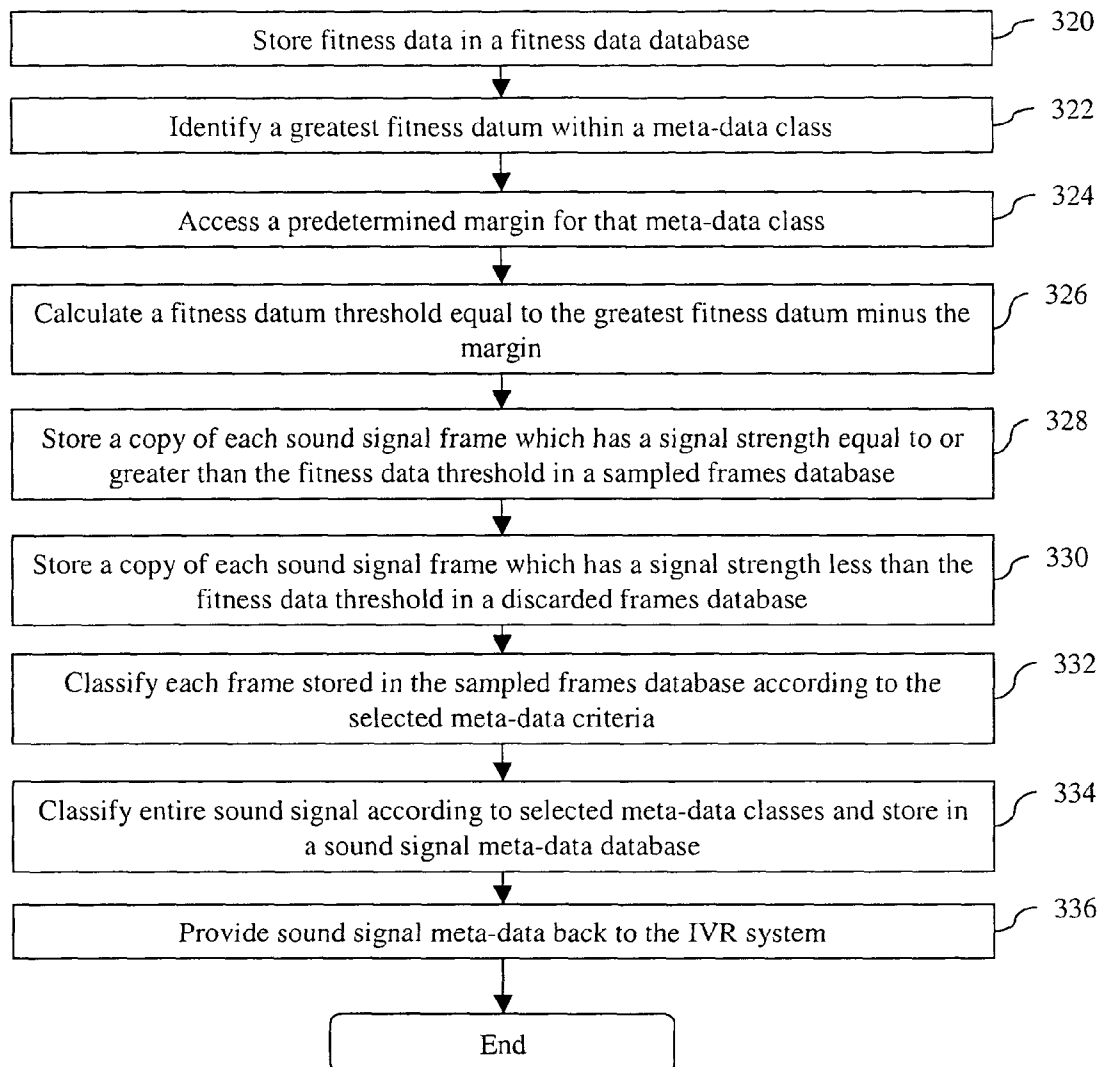 Store fitness data in a fitness data database
320
Identify a greatest fitness datum within a meta-data class
322
Access a predetermined margin for that meta-data class
324
Calculate a fitness datum threshold equal to the greatest fitness datum minus the
margin
326
Store a copy of each sound signal frame which has a signal strength equal to or
greater than the fitness data threshold in a sampled frames database
328
Store a copy of each sound signal frame which has a signal strength less than the
fitness data threshold in a discarded frames database
330
Classify each frame stored in the sampled frames database according to the
selected meta-data criteria
332
Classify entire sound signal according to selected meta-data classes and store in
a sound signal meta-data database
334
Provide sound signal meta-data back to the IVR system
336
End